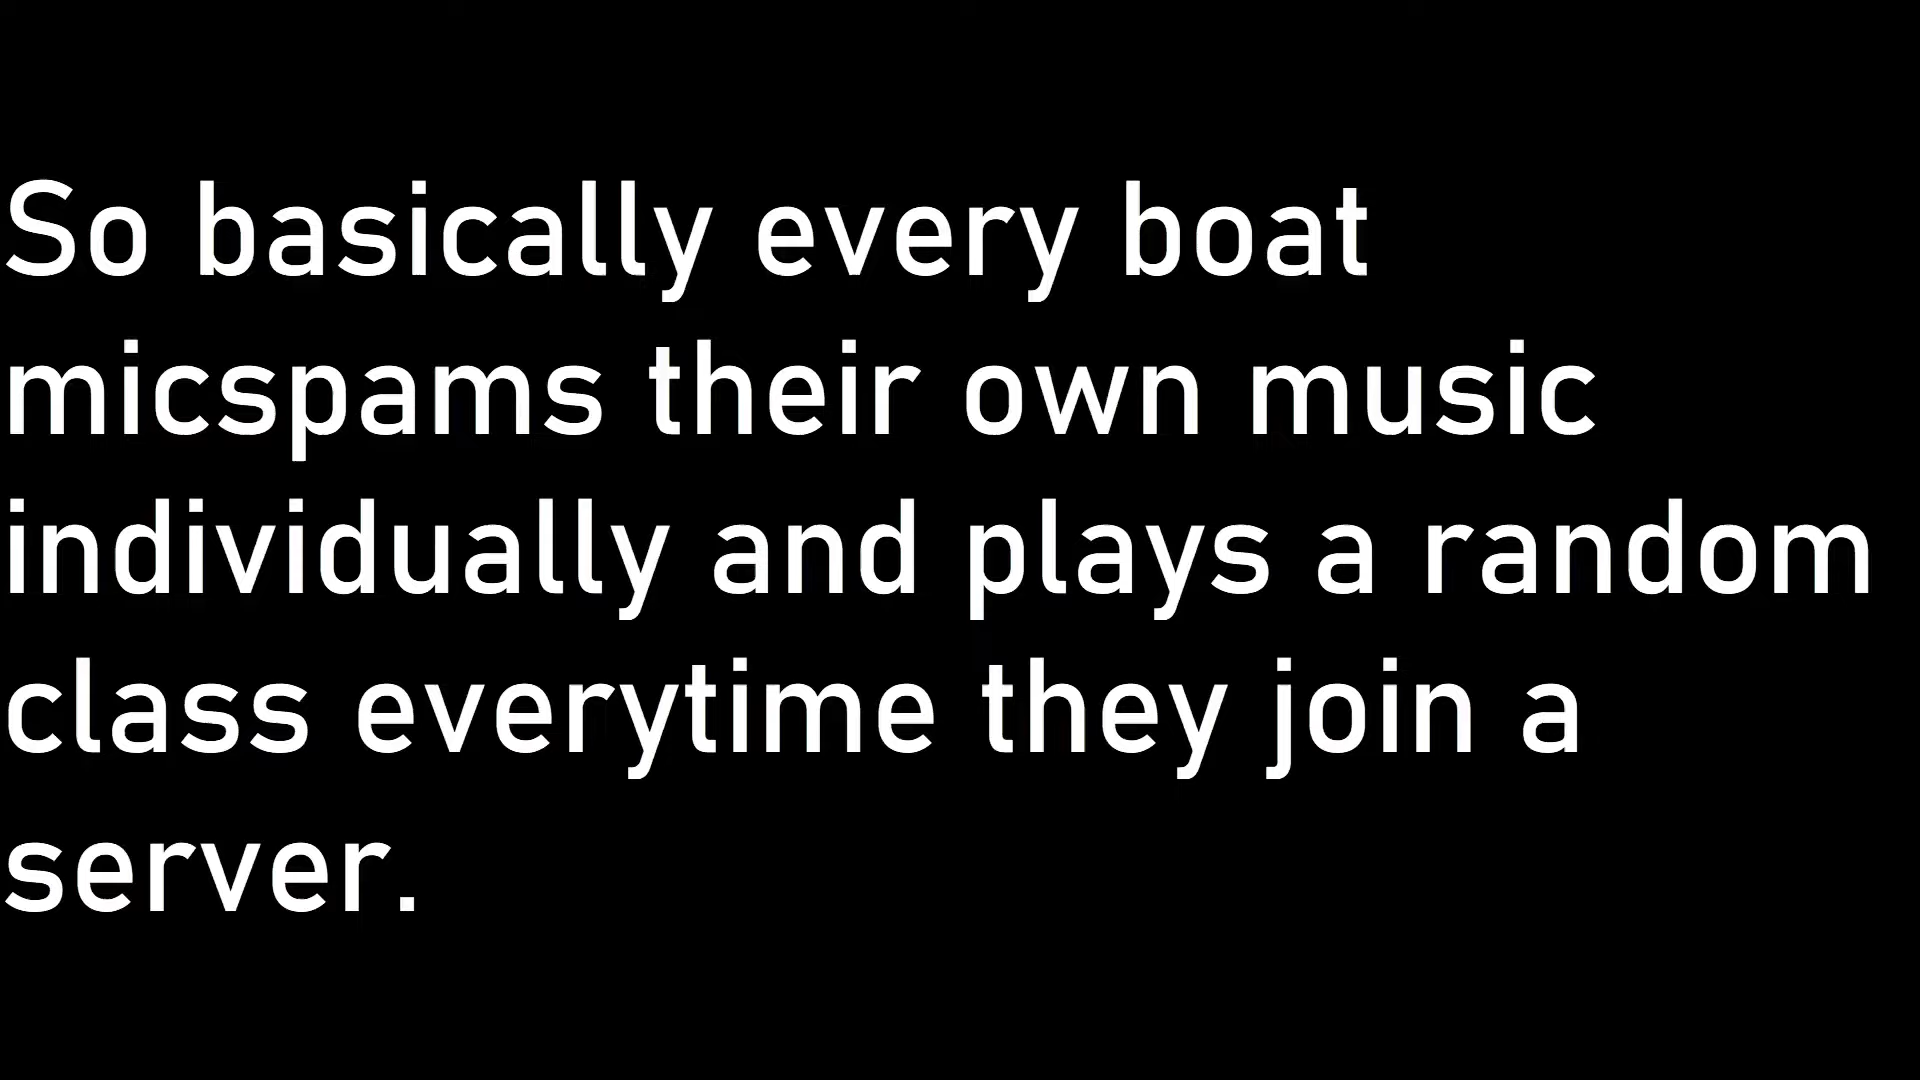 So basically every boat
micspams their own music
individually and plays a random
class everytime they join a
server.